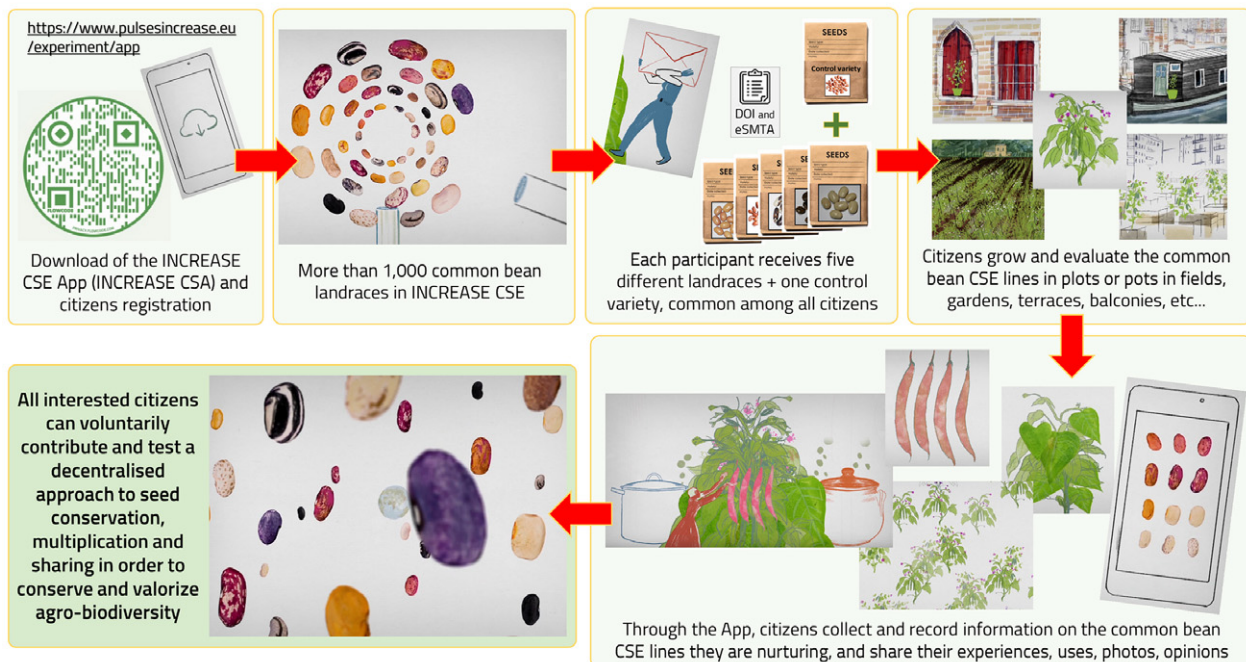 https://www.pulsesincrease.eu
/experiment/app
Download of the INCREASE
CSE App (INCREASE CSA) and
citizens registration
More than 1,000 common bean
landraces in INCREASE CSE
DOI and
eSMTA
SEEDS
Control variety
+
SEEDS
SEEDS
Each participant receives five
different landraces + one control
variety, common among all citizens
Citizens grow and evaluate the common
bean CSE lines in plots or pots in fields,
gardens, terraces, balconies, etc...
All interested citizens
can voluntarily
contribute and test a
decentralised
approach to seed
conservation,
multiplication and
sharing in order to
conserve and valorize
agro-biodiversity
Through the App, citizens collect and record information on the common bean
CSE lines they are nurturing, and share their experiences, uses, photos, opinions